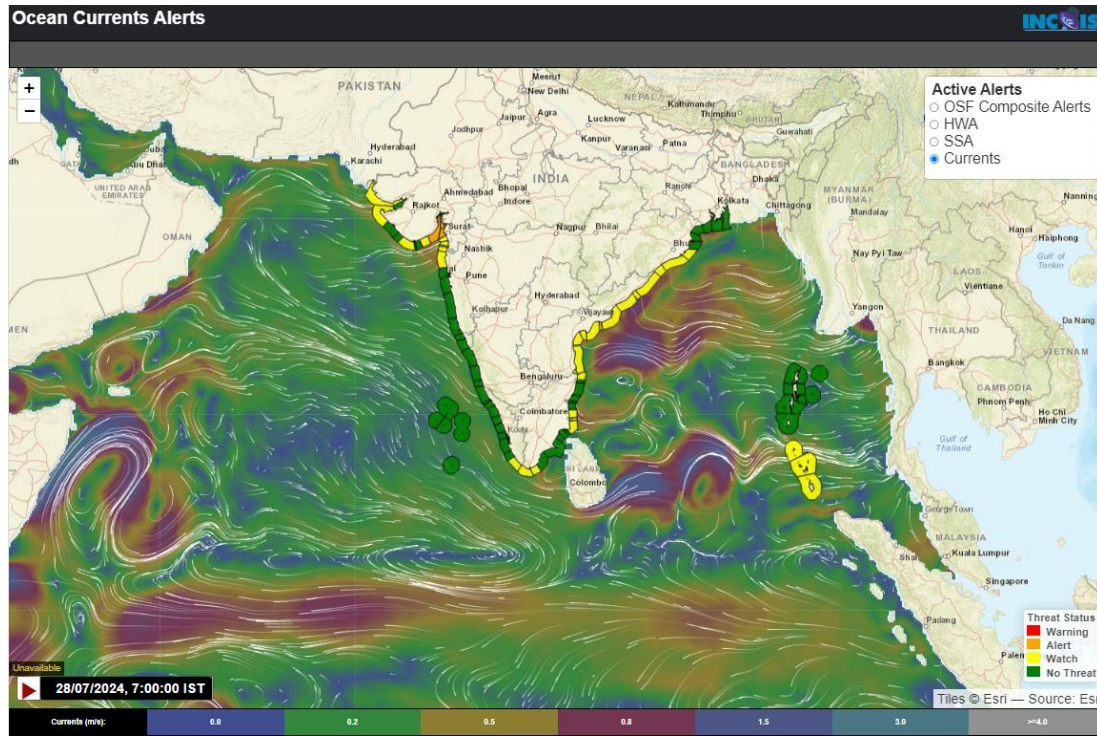 Ocean Currents Alerts
INCOIS
+
−
Active Alerts
OSF Composite Alerts
HWA
SSA
Currents
PAKISTAN
Meerut
New Delhi
NEPAL
Kathmandu
Thimphu
BHUTAN
Jaipur
Agra
Lucknow
Guwahati
Jodhpur
Kanpur
Varanasi
Patna
Hyderabad
Karachi
Abu Dhabi
UNITED ARAB
EMIRATES
BANGLADESH
Dhaka
INDIA
Ahmedabad
Bhopal
Ranchi
MYANMAR
(BURMA)
Nanning
Rajkot
Indore
Kolkata
Chittagong
Mandalay
OMAN
Surat
Nagpur
Bhilai
Hanoi
Haiphong
Nashik
Nay Pyi Taw
Gulf of
Tonkin
Pune
LAOS
Vientiane
Hyderabad
Kolhapur
Yangon
Da Nang
THAILAND
VIETNAM
Bangkok
Bengaluru
CAMBODIA
Phnom Penh
Coimbatore
Ho Chi
Minh City
Gulf of
Thailand
Colombo
GeorgeTown
MALAYSIA
Kuala Lumpur
Singapore
Padang
Threat Status
Warning
Alert
Watch
No Threat
Unavailable
28/07/2024, 7:00:00 IST
Tiles © Esri — Source: Esr
Currents (m/s): 0.0 0.2 0.5 0.8 1.5 3.0 >=4.0